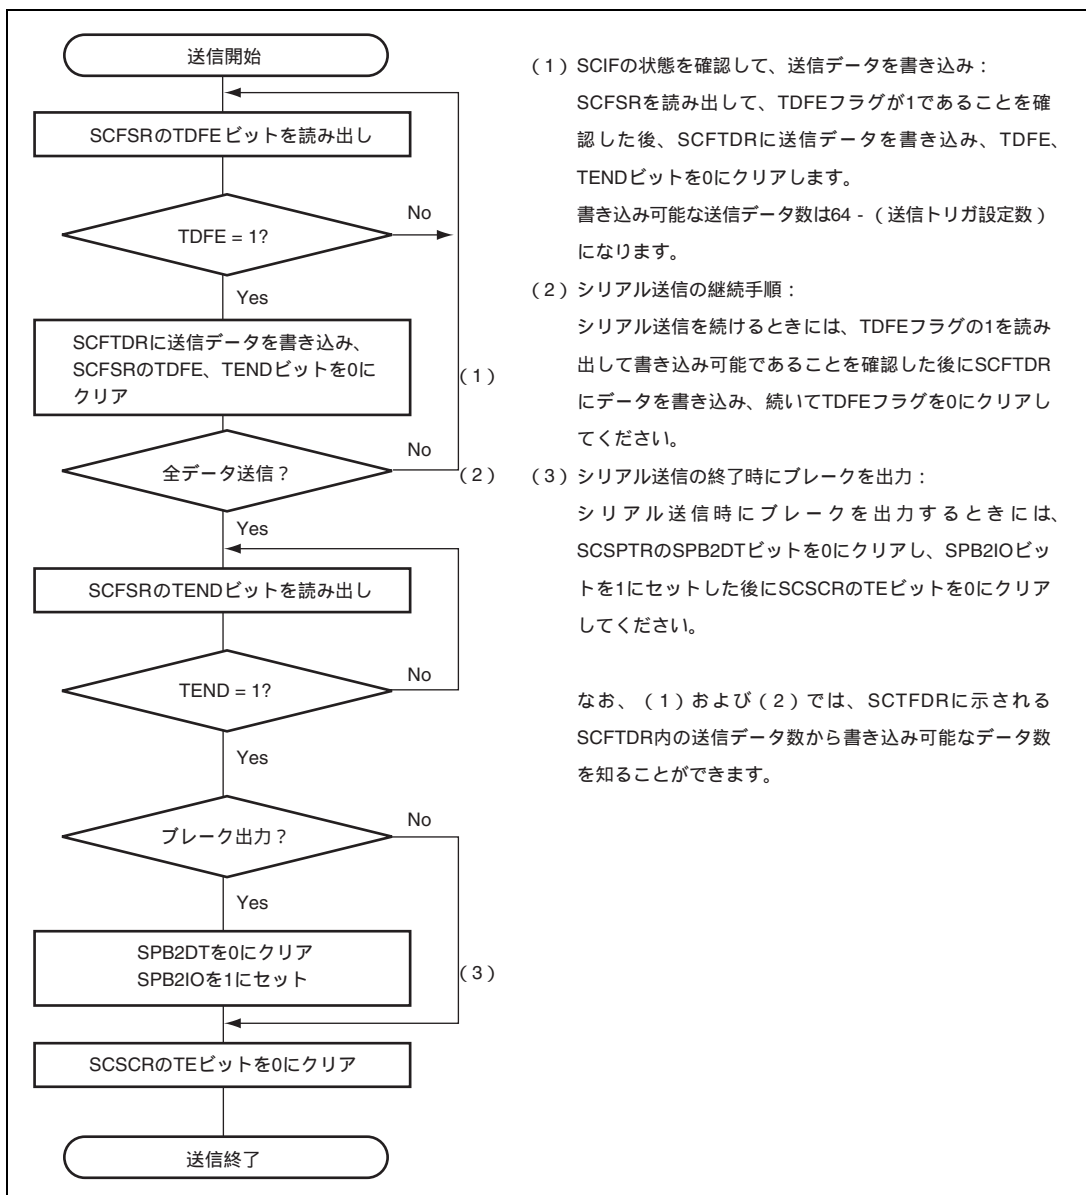 送信開始
SCFSRのTDFEビットを読み出し
TDFE = 1?
No
Yes
SCFTDRに送信データを書き込み、
SCFSRのTDFE、TENDビットを0に
クリア
(1)
全データ送信?
No
(2)
Yes
SCFSRのTENDビットを読み出し
TEND = 1?
No
Yes
ブレーク出力?
No
Yes
SPB2DTを0にクリア
SPB2IOを1にセット
(3)
SCSCRのTEビットを0にクリア
送信終了
(1)SCIFの状態を確認して、送信データを書き込み:
SCFSRを読み出して、TDFEフラグが1であることを確
認した後、SCFTDRに送信データを書き込み、TDFE、
TENDビットを0にクリアします。
書き込み可能な送信データ数は64 -(送信トリガ設定数)
になります。
(2)シリアル送信の継続手順:
シリアル送信を続けるときには、TDFEフラグの1を読み
出して書き込み可能であることを確認した後にSCFTDR
にデータを書き込み、続いてTDFEフラグを0にクリアし
てください。
(3)シリアル送信の終了時にブレークを出力:
シリアル送信時にブレークを出力するときには、
SCSPTRのSPB2DTビットを0にクリアし、SPB2IOビッ
トを1にセットした後にSCSCRのTEビットを0にクリア
してください。
なお、(1)および(2)では、SCTFDRに示される
SCFTDR内の送信データ数から書き込み可能なデータ数
を知ることができます。